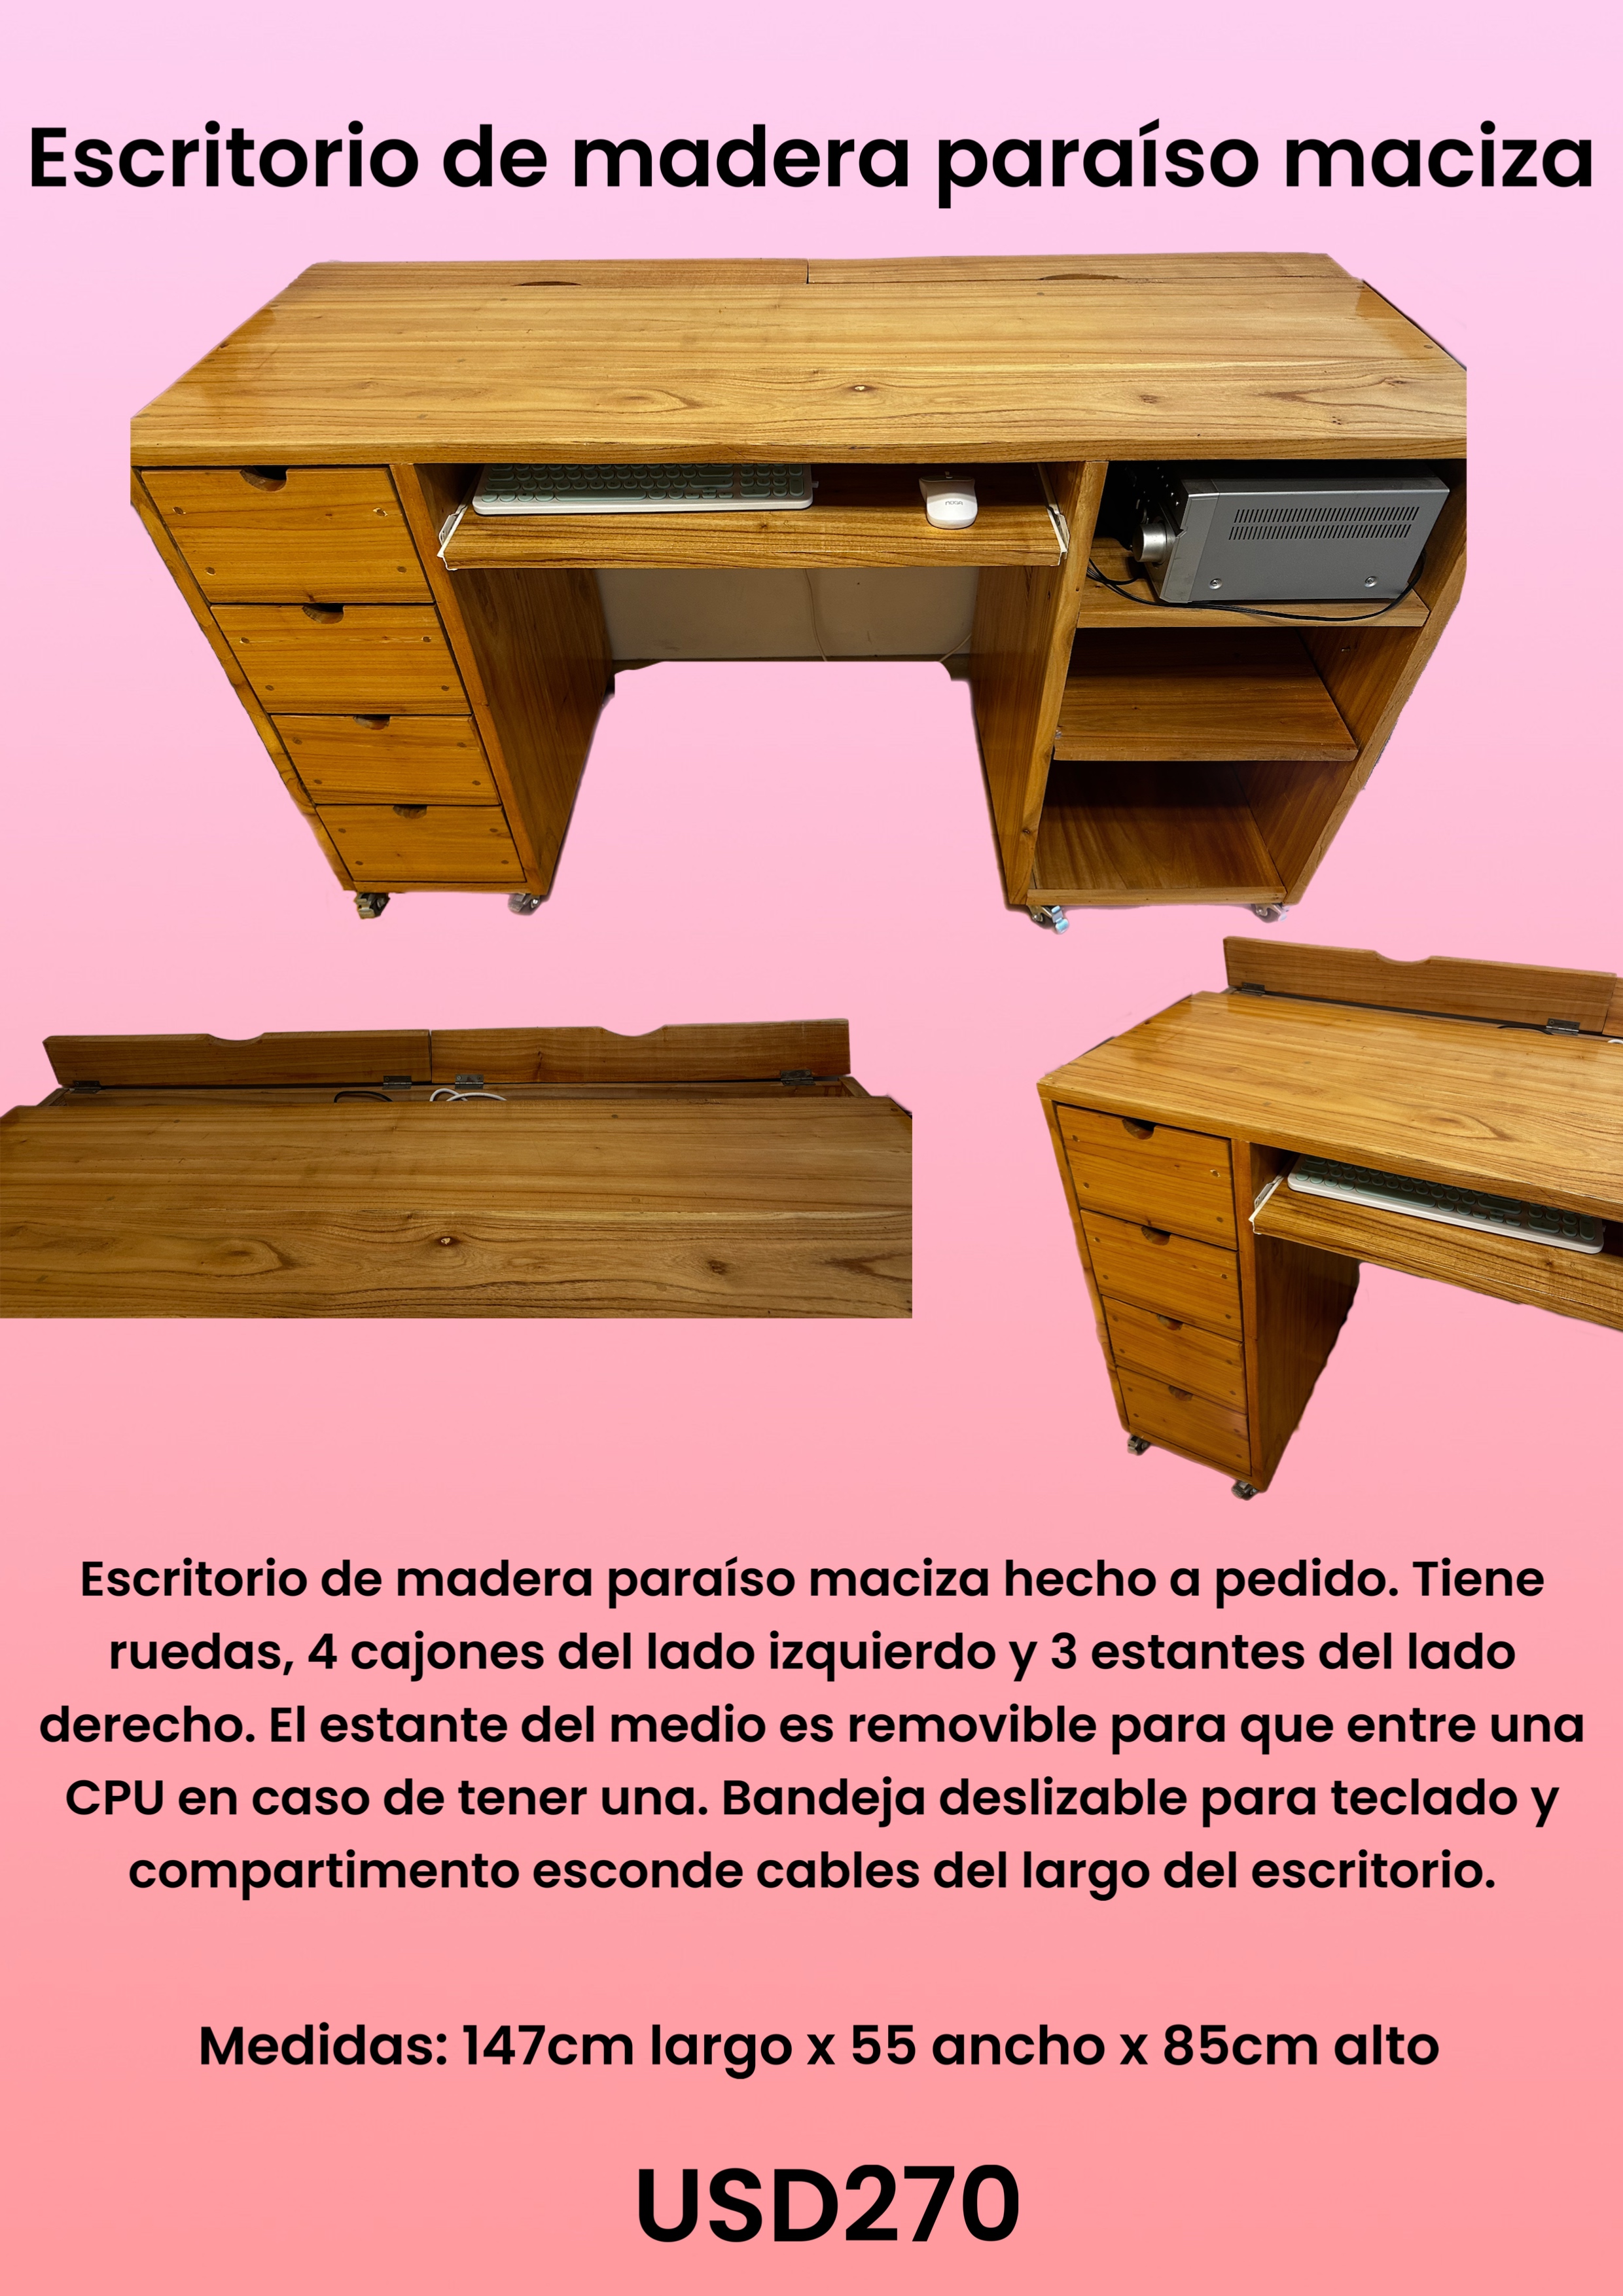 Escritorio de madera paraíso maciza
Escritorio de madera paraíso maciza hecho a pedido. Tiene
ruedas, 4 cajones del lado izquierdo y 3 estantes del lado
derecho. El estante del medio es removible para que entre una
CPU en caso de tener una. Bandeja deslizable para teclado y
compartimento esconde cables del largo del escritorio.
Medidas: 147cm largo x 55 ancho x 85cm alto
USD270